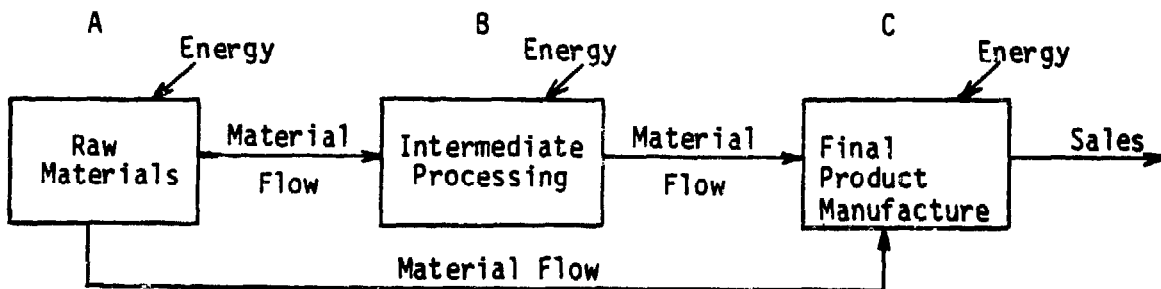 A
B
C
Energy
Energy
Energy
Raw
Materials
Material
Flow
Intermediate
Processing
Material
Flow
Final
Product
Manufacture
Sales
Material Flow